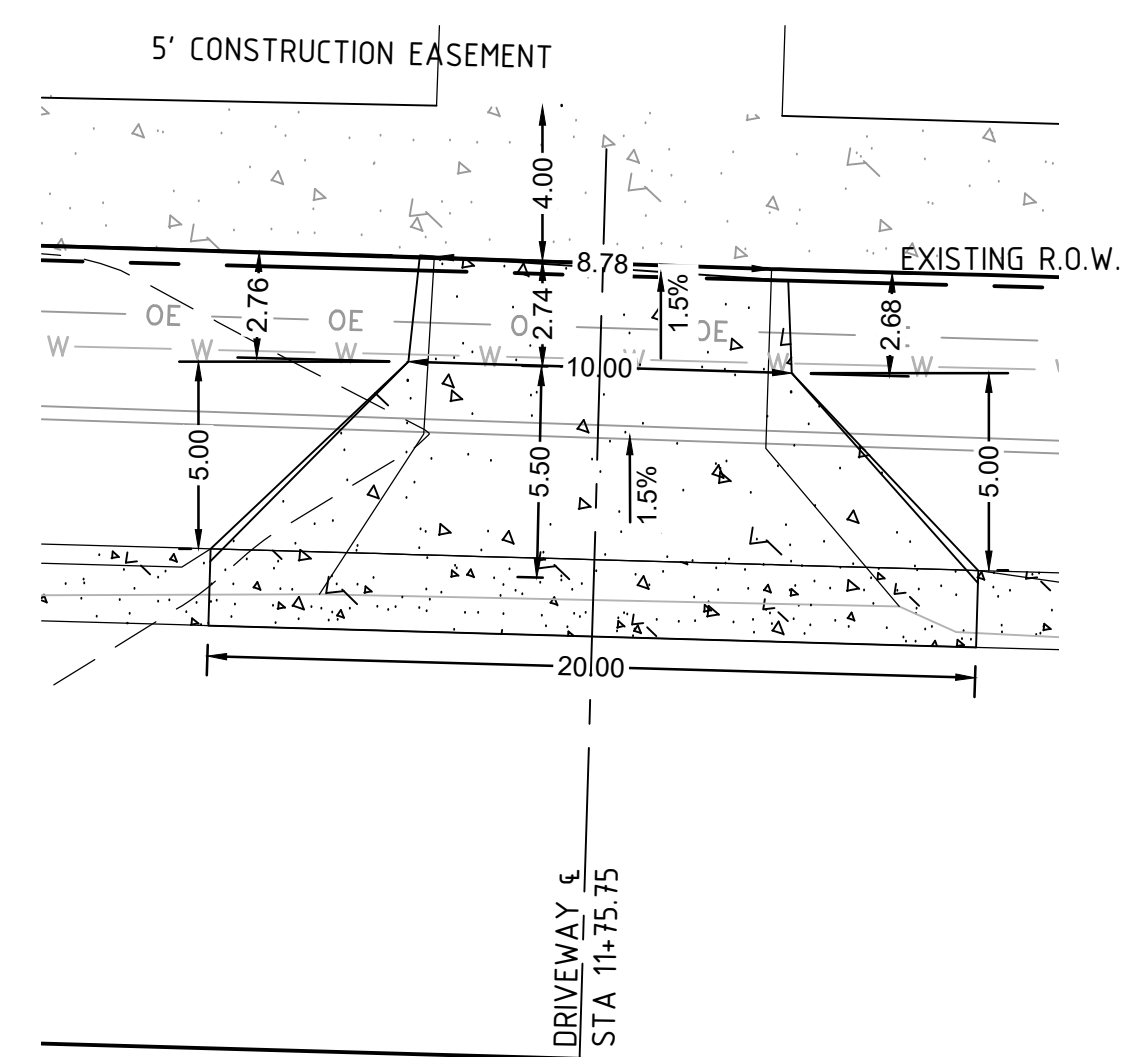 5' CONSTRUCTION EASEMENT
4.00
8.78
EXISTING R.O.W.
2.76
2.74
1.5%
2.68
OE OE O OE
W W W W W W W
10.00
5.00
5.50
1.5%
5.00
20.00
DRIVEWAY ℄
STA 11+75.75